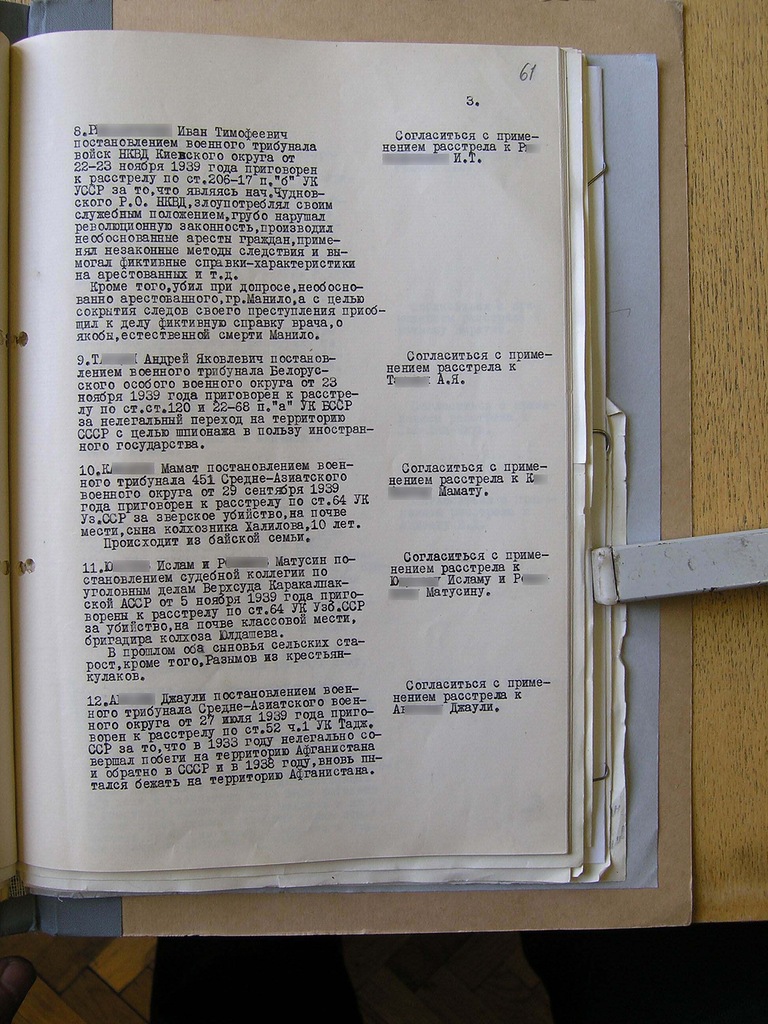 61
3.
8.Р Иван Тимофеевич
постановлением военного трибунала
войск НКВД Киевского округа от
22-23 ноября 1939 года приговорен
к расстрелу по ст.206-17 п."б" УК
УССР за то,что являясь нач.Чуднов-
ского Р.О. НКВД,злоупотреблял своим
служебным положением,грубо нарушал
революционную законность,производил
необоснованные аресты граждан,приме-
нял незаконные методы следствия и вы-
могал фиктивные справки-характеристики
на арестованных и т.д.
Кроме того,убил при допросе,необосно-
ванно арестованного,гр.Манило,а с целью
сокрытия следов своего преступления приоб-
щил к делу фиктивную справку врача,о
якобы,естественной смерти Манило.
Согласиться с приме-
нением расстрела к Р
И.Т.
9.Т Андрей Яковлевич постанов-
лением военного трибунала Белорус-
ского особого военного округа от 23
ноября 1939 года приговорен к расстре-
лу по ст.ст.120 и 22-68 п."а" УК БССР
за нелегальный переход на территорию
СССР с целью шпионажа в пользу иностран-
ного государства.
Согласиться с приме-
нением расстрела к
Т А.Я.
10.К Мамат постановлением воен-
ного трибунала 451 Средне-Азиатского
военного округа от 29 сентября 1939
года приговорен к расстрелу по ст.64 УК
Уз.ССР за зверское убийство,на почве
мести,сына колхозника Халилова,10 лет.
Происходит из байской семьи.
Согласиться с приме-
нением расстрела к К
Мамату.
11.Ю Ислам и Р Матусин по-
становлением судебной коллегии по
уголовным делам Верхсуда Каракалпак-
ской АССР от 5 ноября 1939 года приго-
ворены к расстрелу по ст.64 УК Узб.ССР
за убийство,на почве классовой мести,
бригадира колхоза Юлдашева.
В прошлом оба сыновья сельских ста-
рост,кроме того,Разымов из крестьян-
кулаков.
Согласиться с приме-
нением расстрела к
Ю Исламу и Р
Матусину.
12.А Джаули постановлением воен-
ного трибунала Средне-Азиатского воен-
ного округа от 27 июля 1939 года приго-
ворен к расстрелу по ст.52 ч.1 УК Тадж.
ССР за то,что в 1933 году нелегально со-
вершал побеги на территорию Афганистана
и обратно в СССР и в 1938 году,вновь пы-
тался бежать на территорию Афганистана.
Согласиться с приме-
нением расстрела к
А Джаули.